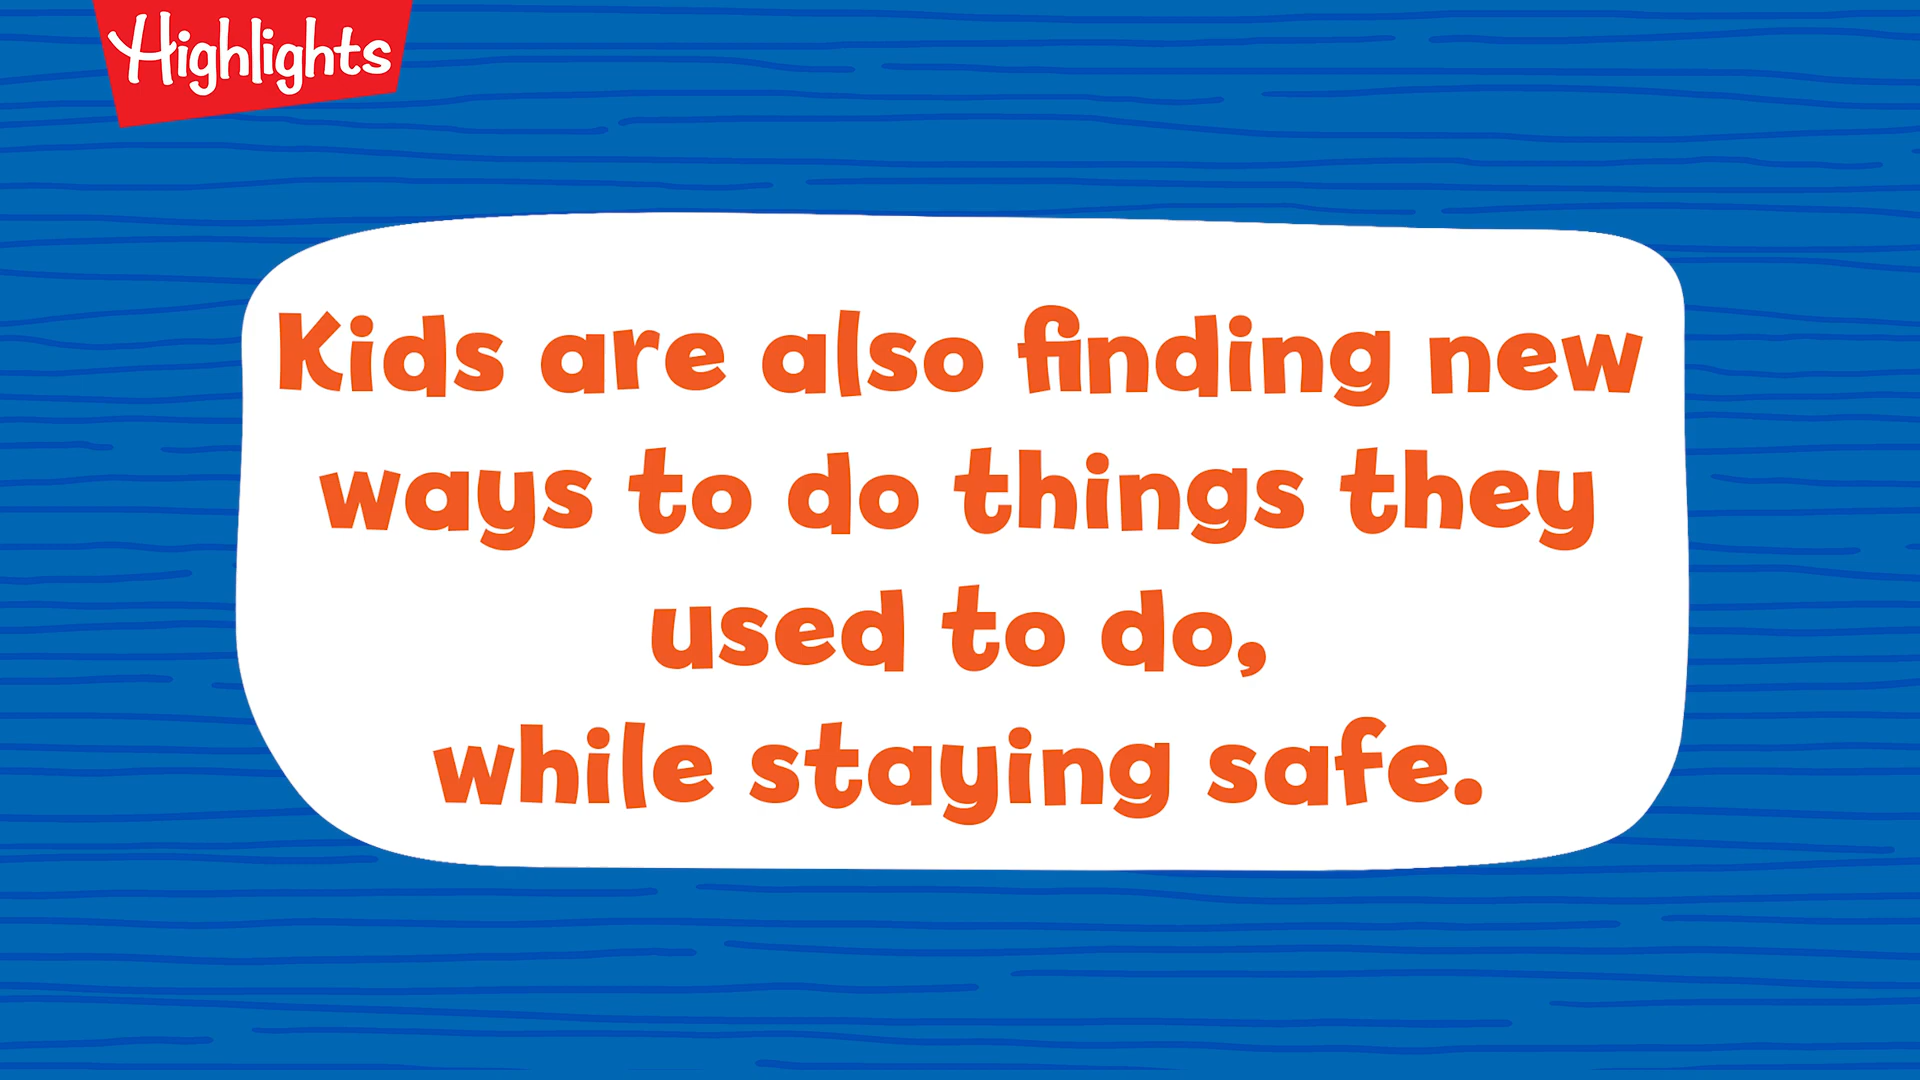 Highlights
Kids are also finding new
ways to do things they
used to do,
while staying safe.